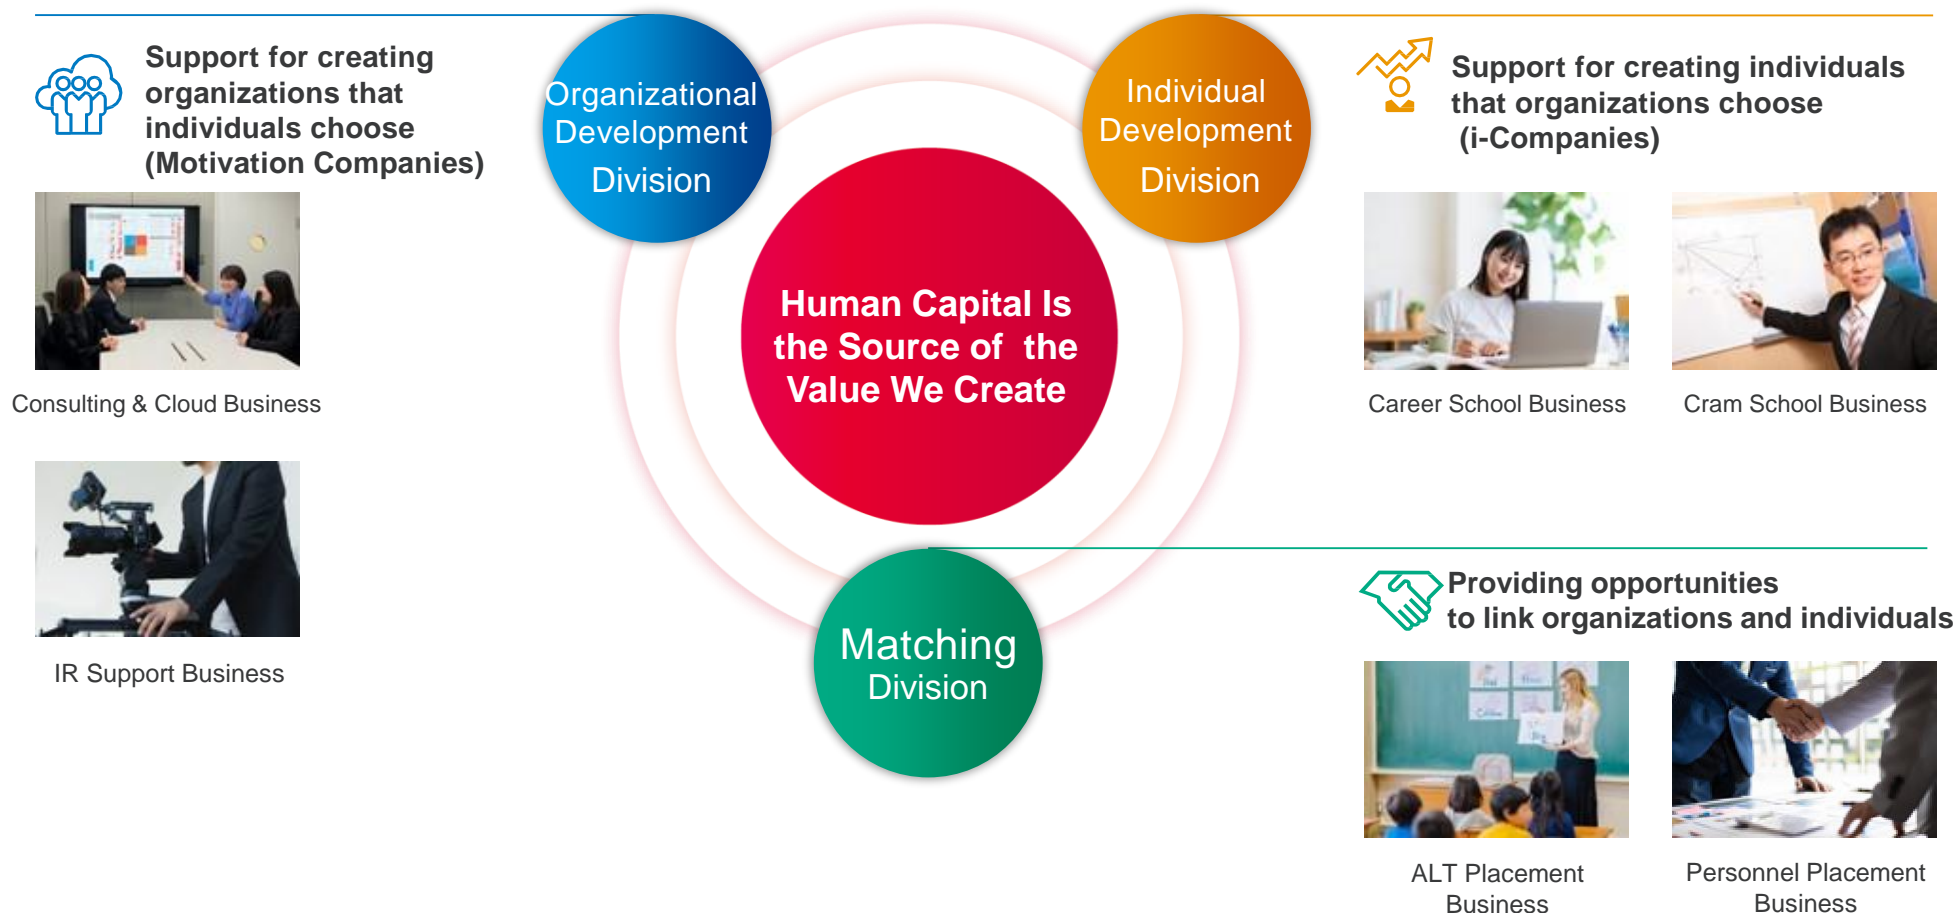 Support for creating
organizations that
individuals choose
(Motivation Companies)
Organizational
Development
Division
Individual
Development
Division
Support for creating individuals
that organizations choose
(i-Companies)
Human Capital Is
the Source of the
Value We Create
Consulting & Cloud Business
IR Support Business
Career School Business
Cram School Business
Matching
Division
Providing opportunities
to link organizations and individuals
ALT Placement
Business
Personnel Placement
Business